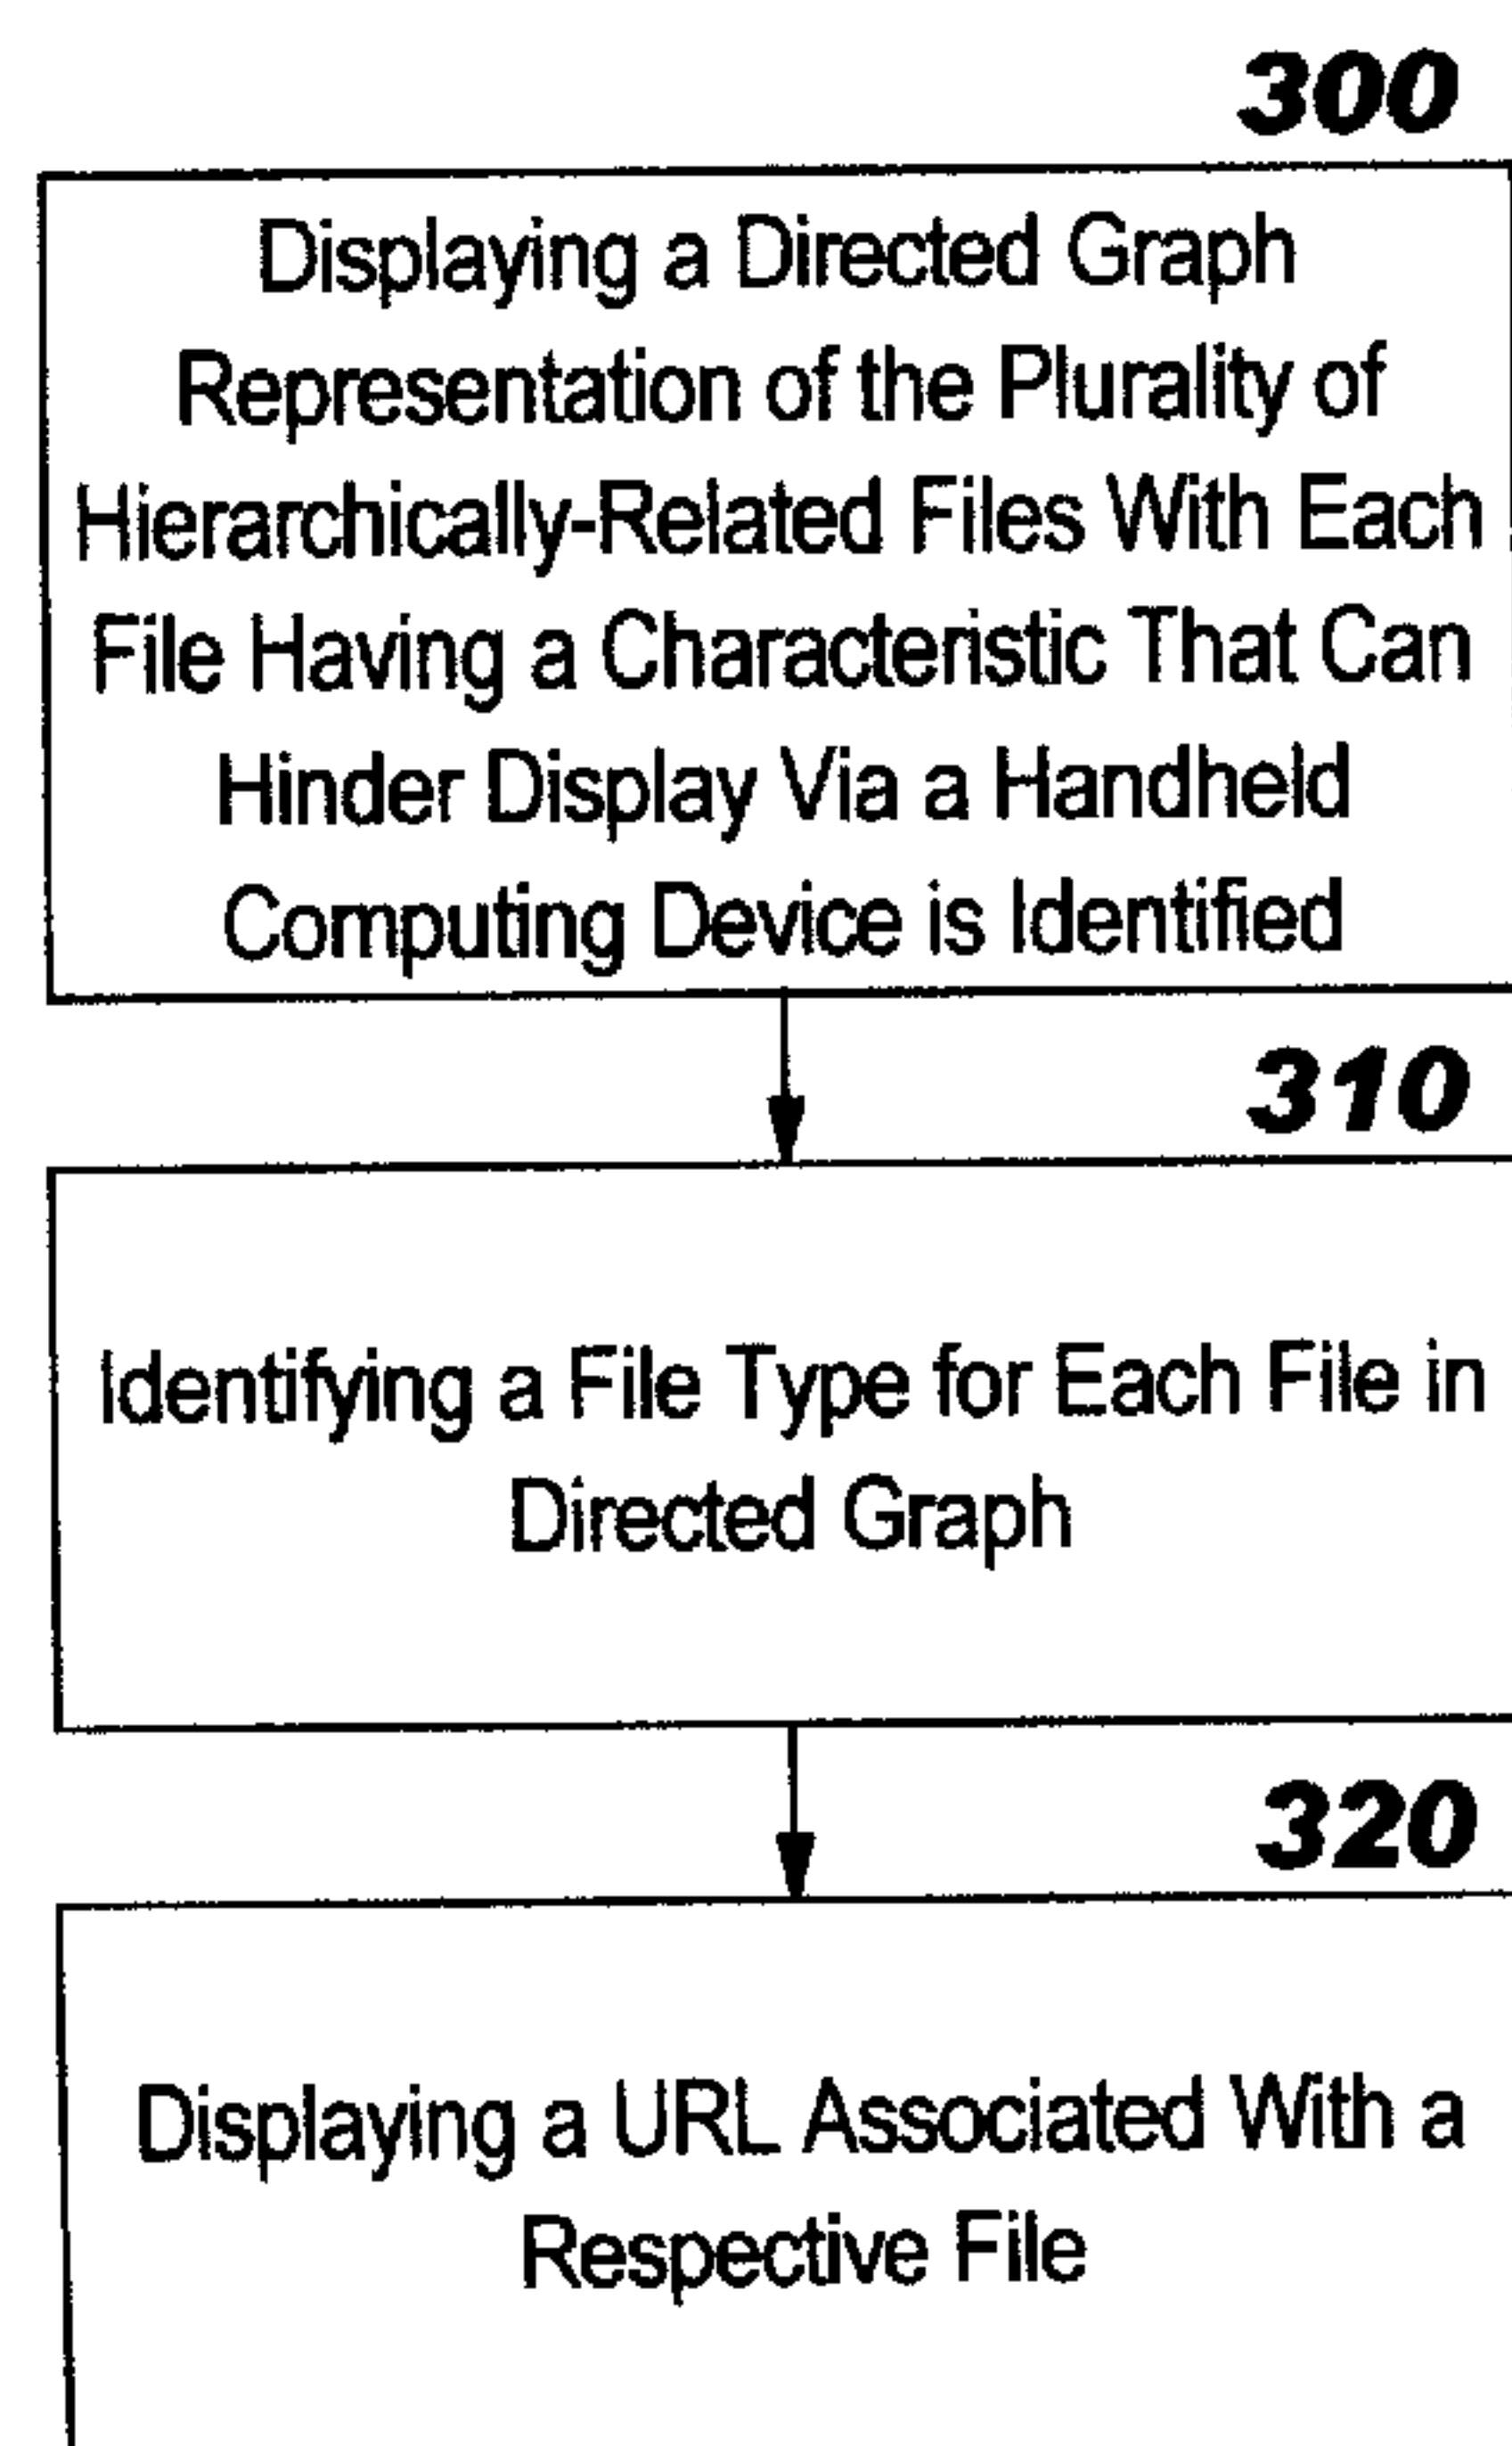 300
Displaying a Directed Graph
Representation of the Plurality of
Hierarchically-Related Files With Each
File Having a Characteristic That Can
Hinder Display Via a Handheld
Computing Device is Identified
310
Identifying a File Type for Each File in
Directed Graph
320
Displaying a URL Associated With a
Respective File